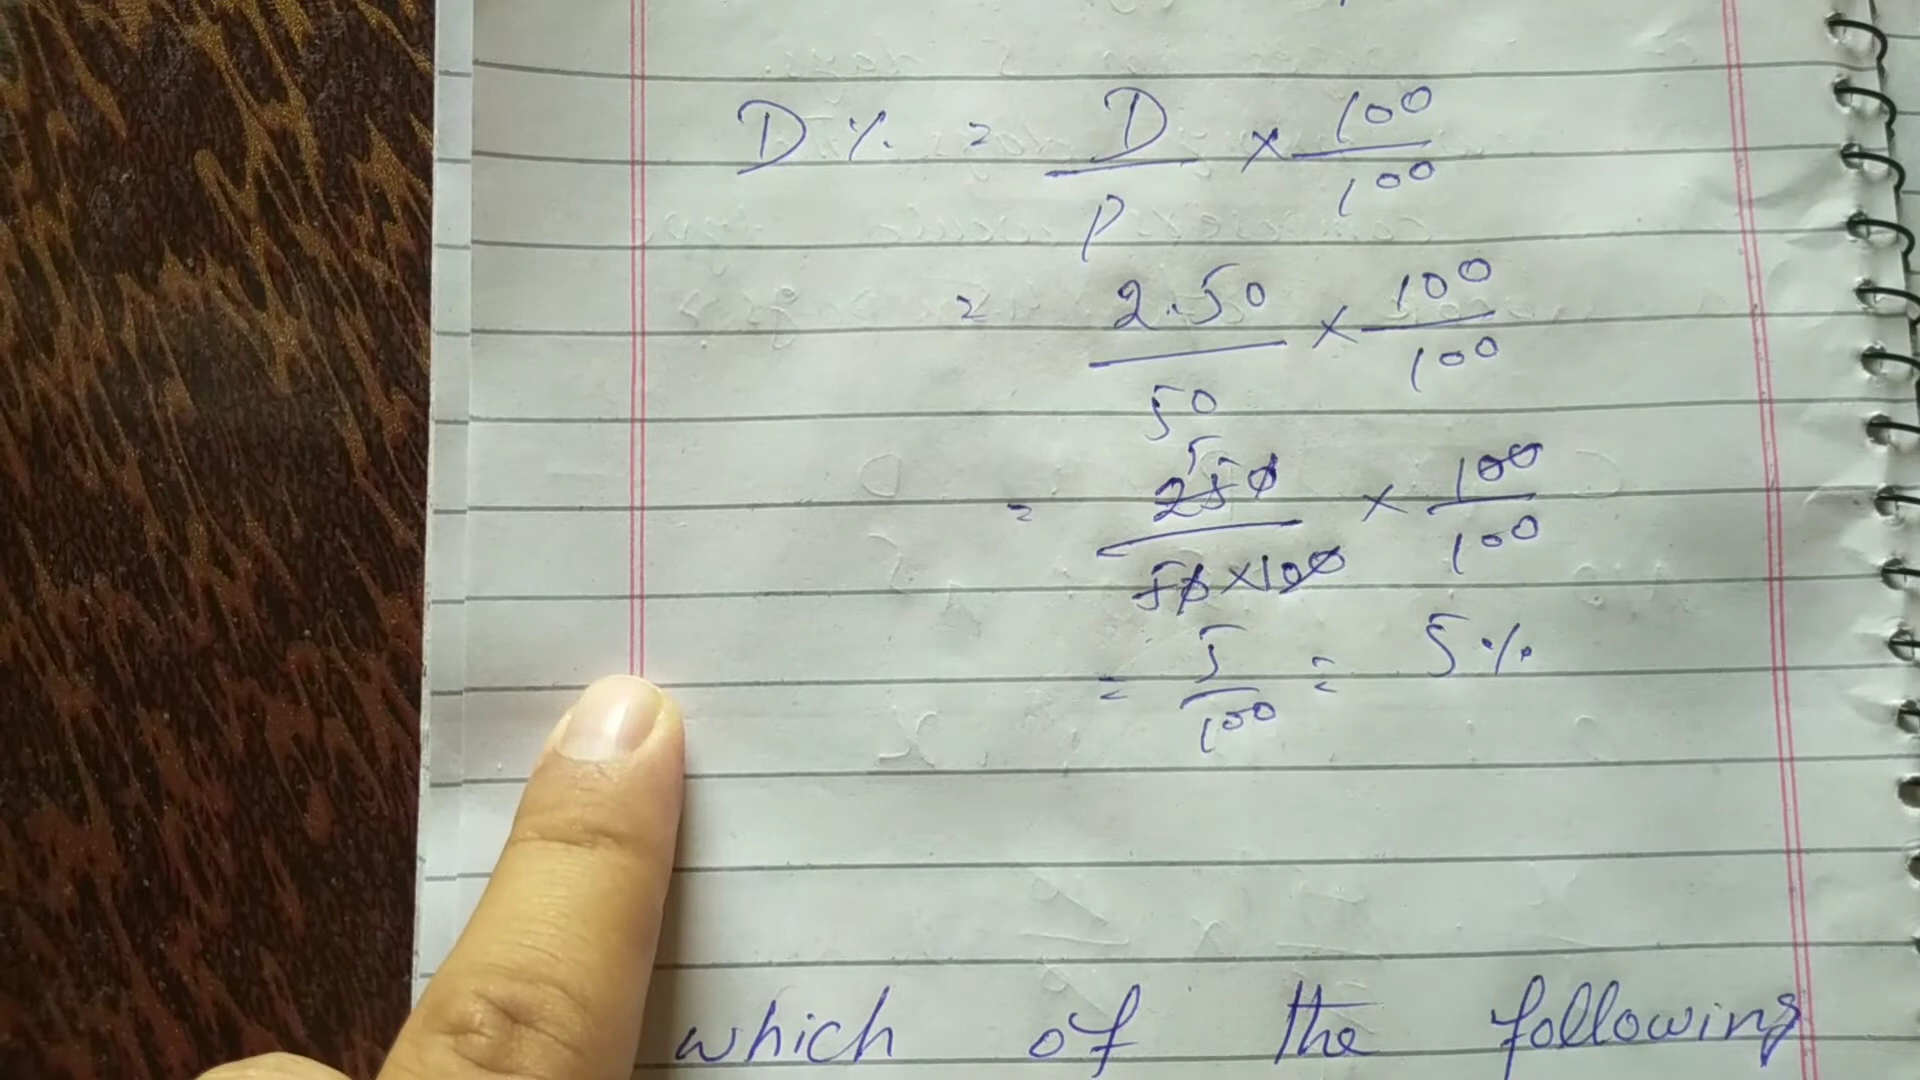 D% = D/P × 100/100
= 2.50/50 × 100/100
5
= 250/50×100 × 100/100
= 5/100 = 5%
which of the following